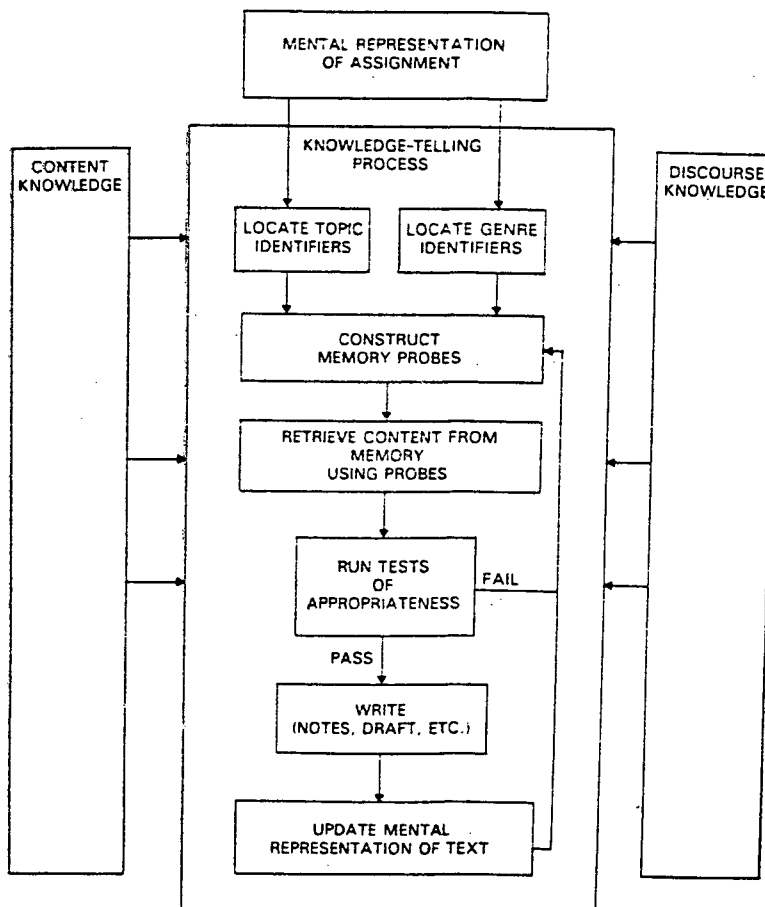 MENTAL REPRESENTATION
OF ASSIGNMENT
KNOWLEDGE-TELLING
PROCESS
CONTENT
KNOWLEDGE
DISCOURSE
KNOWLEDGE
LOCATE TOPIC
IDENTIFIERS
LOCATE GENRE
IDENTIFIERS
CONSTRUCT
MEMORY PROBES
RETRIEVE CONTENT FROM
MEMORY
USING PROBES
RUN TESTS
OF
APPROPRIATENESS
FAIL
PASS
WRITE
(NOTES, DRAFT, ETC.)
UPDATE MENTAL
REPRESENTATION OF TEXT